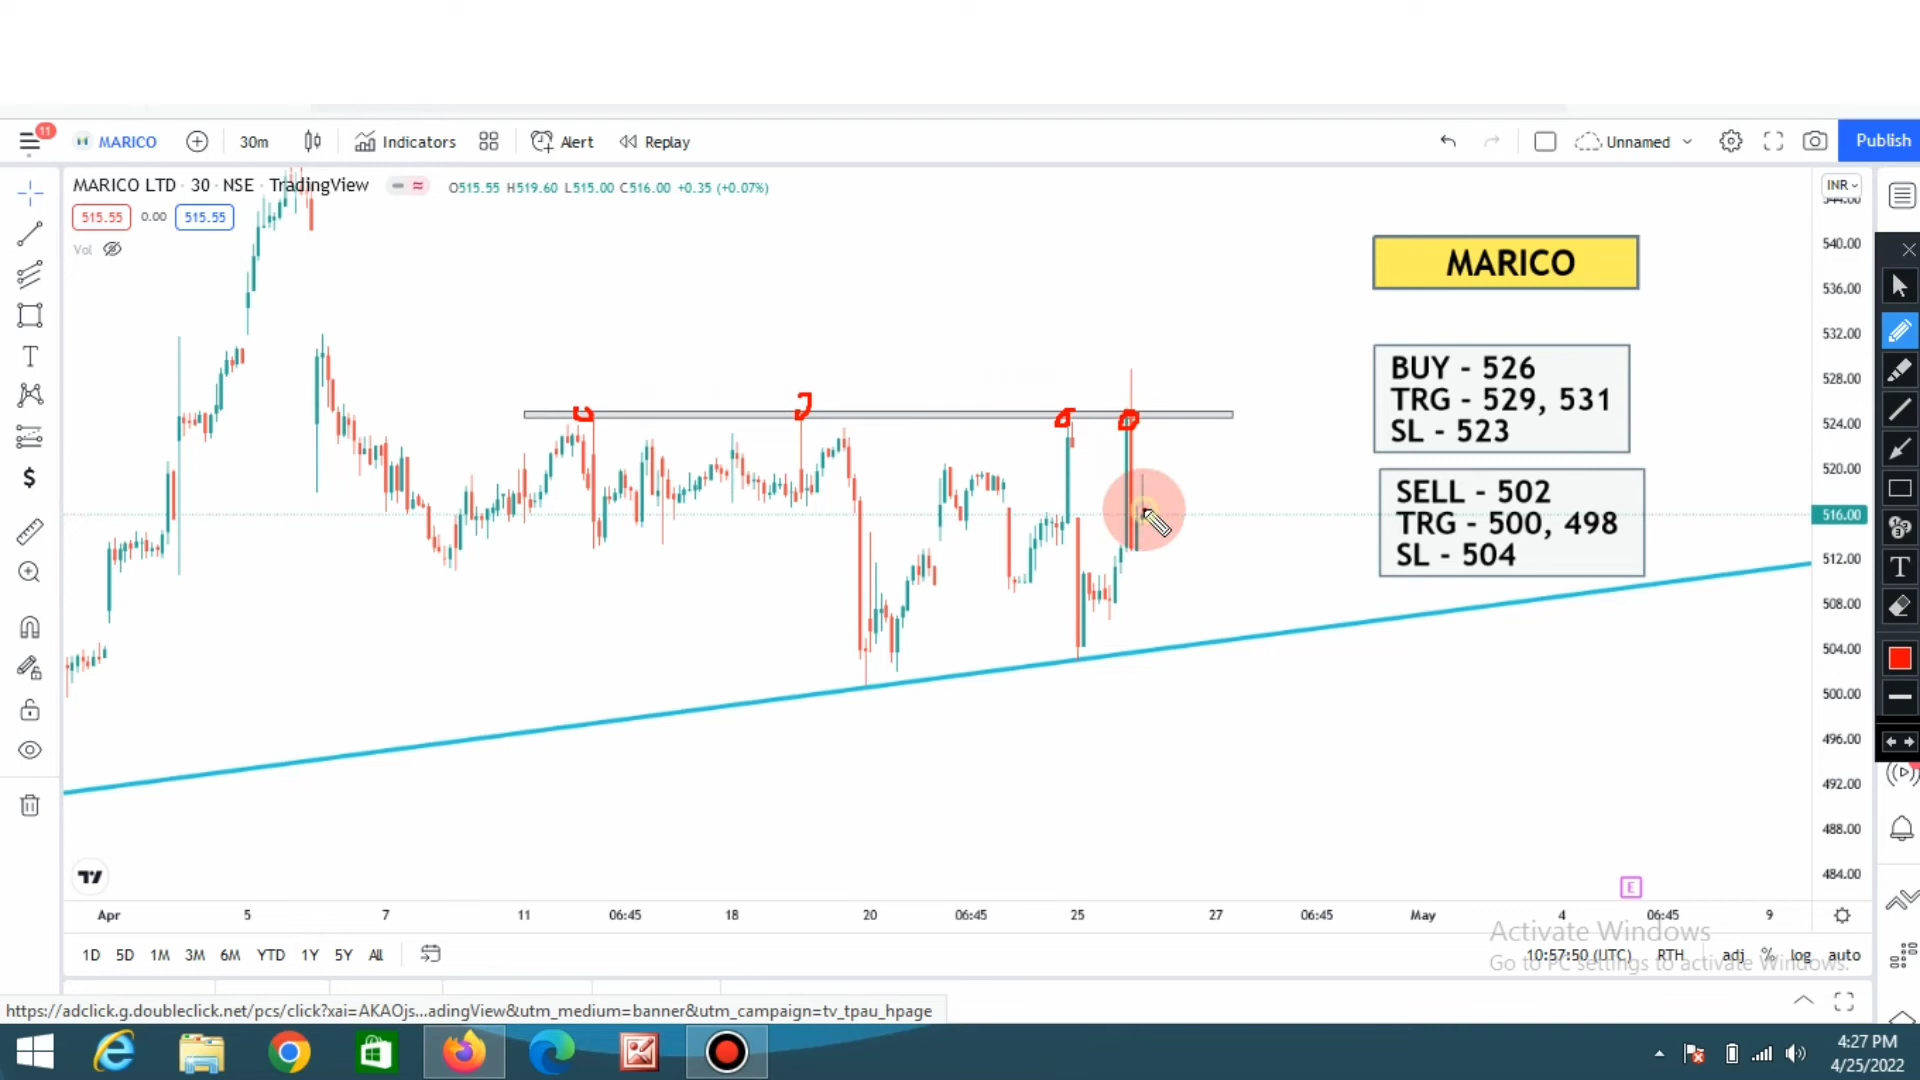 11
MARICO
30m
Indicators
Alert
Replay
Unnamed
Publish
MARICO LTD · 30 · NSE · TradingView
O515.55 H519.60 L515.00 C516.00 +0.35 (+0.07%)
INR
544.00
515.55
0.00
515.55
Vol
540.00
536.00
532.00
528.00
524.00
520.00
516.00
512.00
508.00
504.00
500.00
496.00
492.00
488.00
484.00
MARICO
BUY - 526
TRG - 529, 531
SL - 523
SELL - 502
TRG - 500, 498
SL - 504
E
Apr 5 7 11 06:45 18 20 06:45 25 27 06:45 May 4 06:45 9
Activate Windows
Go to PC settings to activate Windows.
1D 5D 1M 3M 6M YTD 1Y 5Y All
10:57:50 (UTC) RTH adj % log auto
https://adclick.g.doubleclick.net/pcs/click?xai=AKAOjs...adingView&utm_medium=banner&utm_campaign=tv_tpau_hpage
4:27 PM
4/25/2022